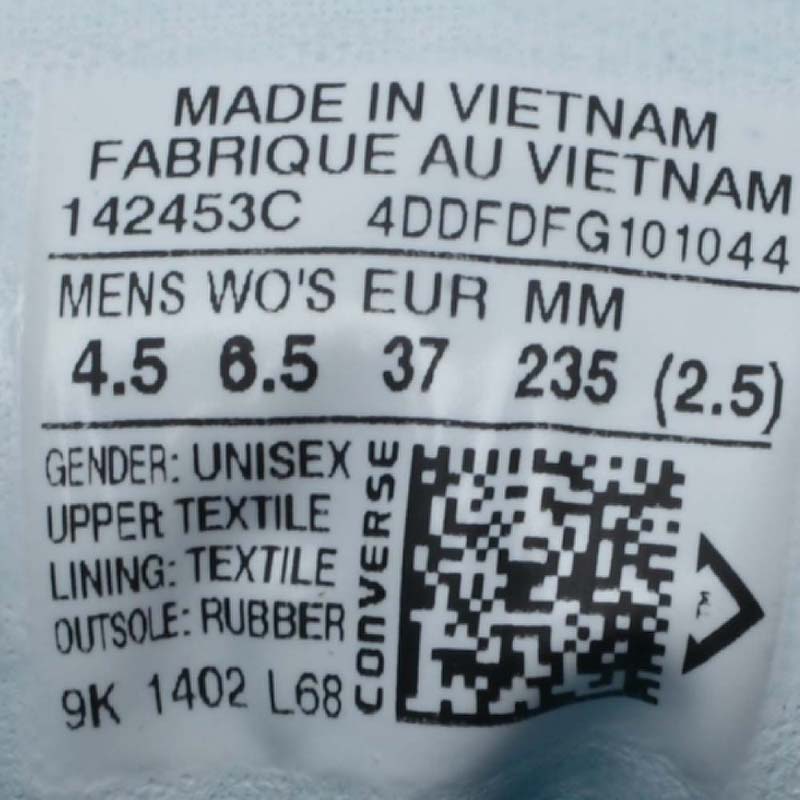 MADE IN VIETNAM
FABRIQUE AU VIETNAM
142453C 4DDFDFG101044
MENS WO'S EUR MM
4.5 6.5 37 235 (2.5)
GENDER: UNISEX
UPPER TEXTILE
LINING: TEXTILE
OUTSOLE: RUBBER
9K 1402 L68
CONVERSE